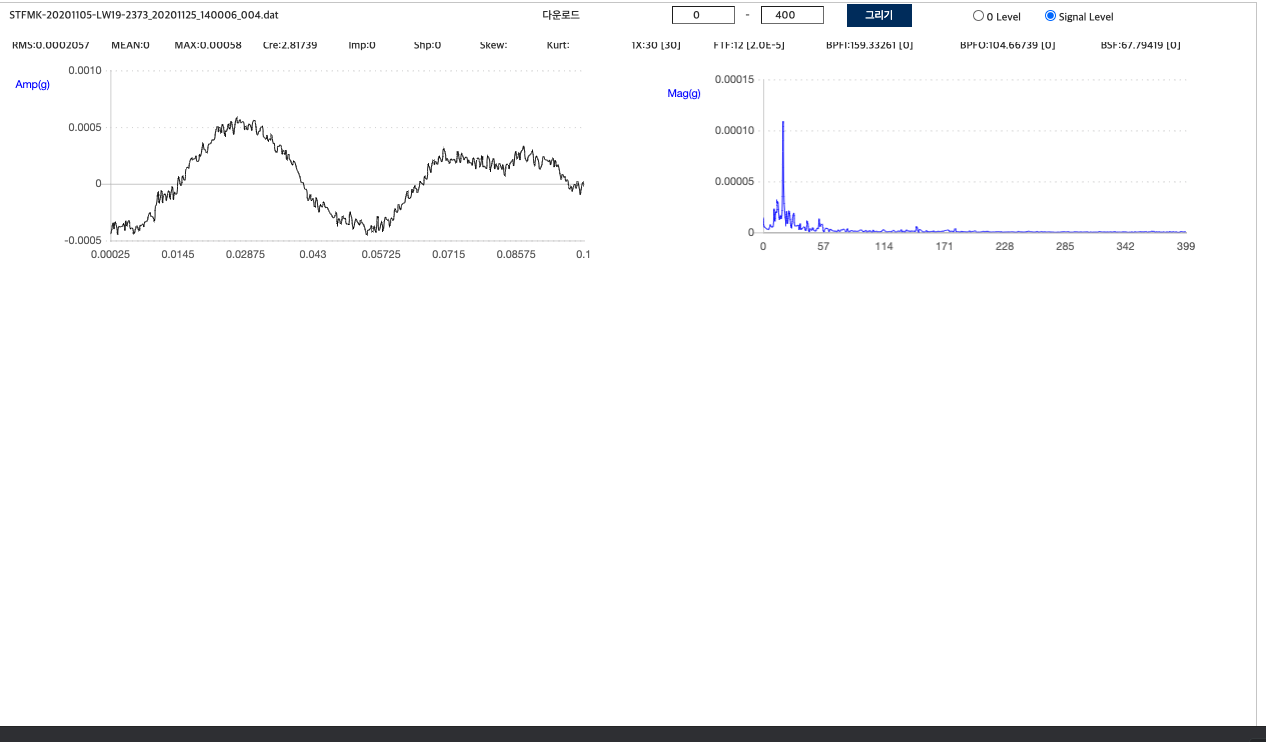 STFMK-20201105-LW19-2373_20201125_140006_004.dat 다운로드 0 - 400 그리기 0 Level Signal Level
RMS:0.0002057 MEAN:0 MAX:0.00058 Cre:2.81739 Imp:0 Shp:0 Skew: Kurt: 1X:30 [30] FTF:12 [2.0E-5] BPFI:159.33261 [0] BPFO:104.66739 [0] BSF:67.79419 [0]
Amp(g)
0.0010
0.0005
0
-0.0005
0.00025 0.0145 0.02875 0.043 0.05725 0.0715 0.08575 0.1
Mag(g)
0.00015
0.00010
0.00005
0
0 57 114 171 228 285 342 399